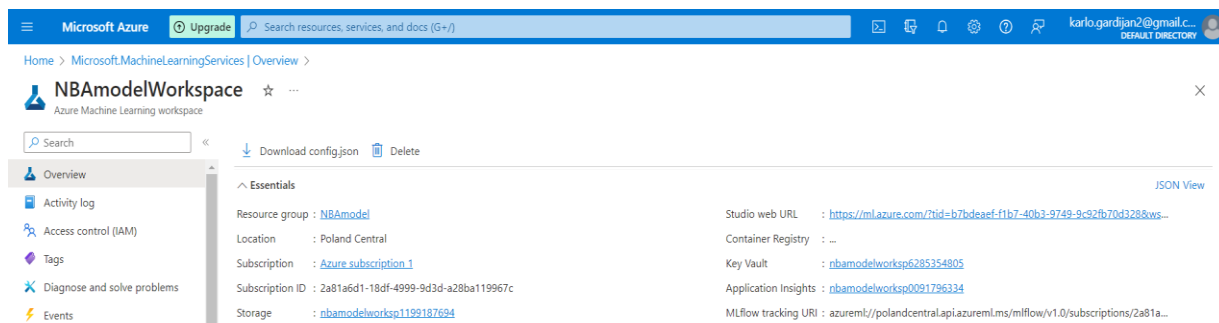 Microsoft Azure Upgrade Search resources, services, and docs (G+/) karlo.gardijan2@gmail.c...
DEFAULT DIRECTORY
Home > Microsoft.MachineLearningServices | Overview >
NBAmodelWorkspace
Azure Machine Learning workspace
Search
Download config.json Delete
Overview
Activity log
Access control (IAM)
Tags
Diagnose and solve problems
Events
Essentials JSON View
Resource group : NBAmodel
Location : Poland Central
Subscription : Azure subscription 1
Subscription ID : 2a81a6d1-18df-4999-9d3d-a28ba119967c
Storage : nbamodelworksp1199187694
Studio web URL : https://ml.azure.com/?tid=b7bdeaef-f1b7-40b3-9749-9c92fb70d328&ws...
Container Registry : ...
Key Vault : nbamodelworksp6285354805
Application Insights : nbamodelworksp0091796334
MLflow tracking URI : azureml://polandcentral.api.azureml.ms/mlflow/v1.0/subscriptions/2a81a...